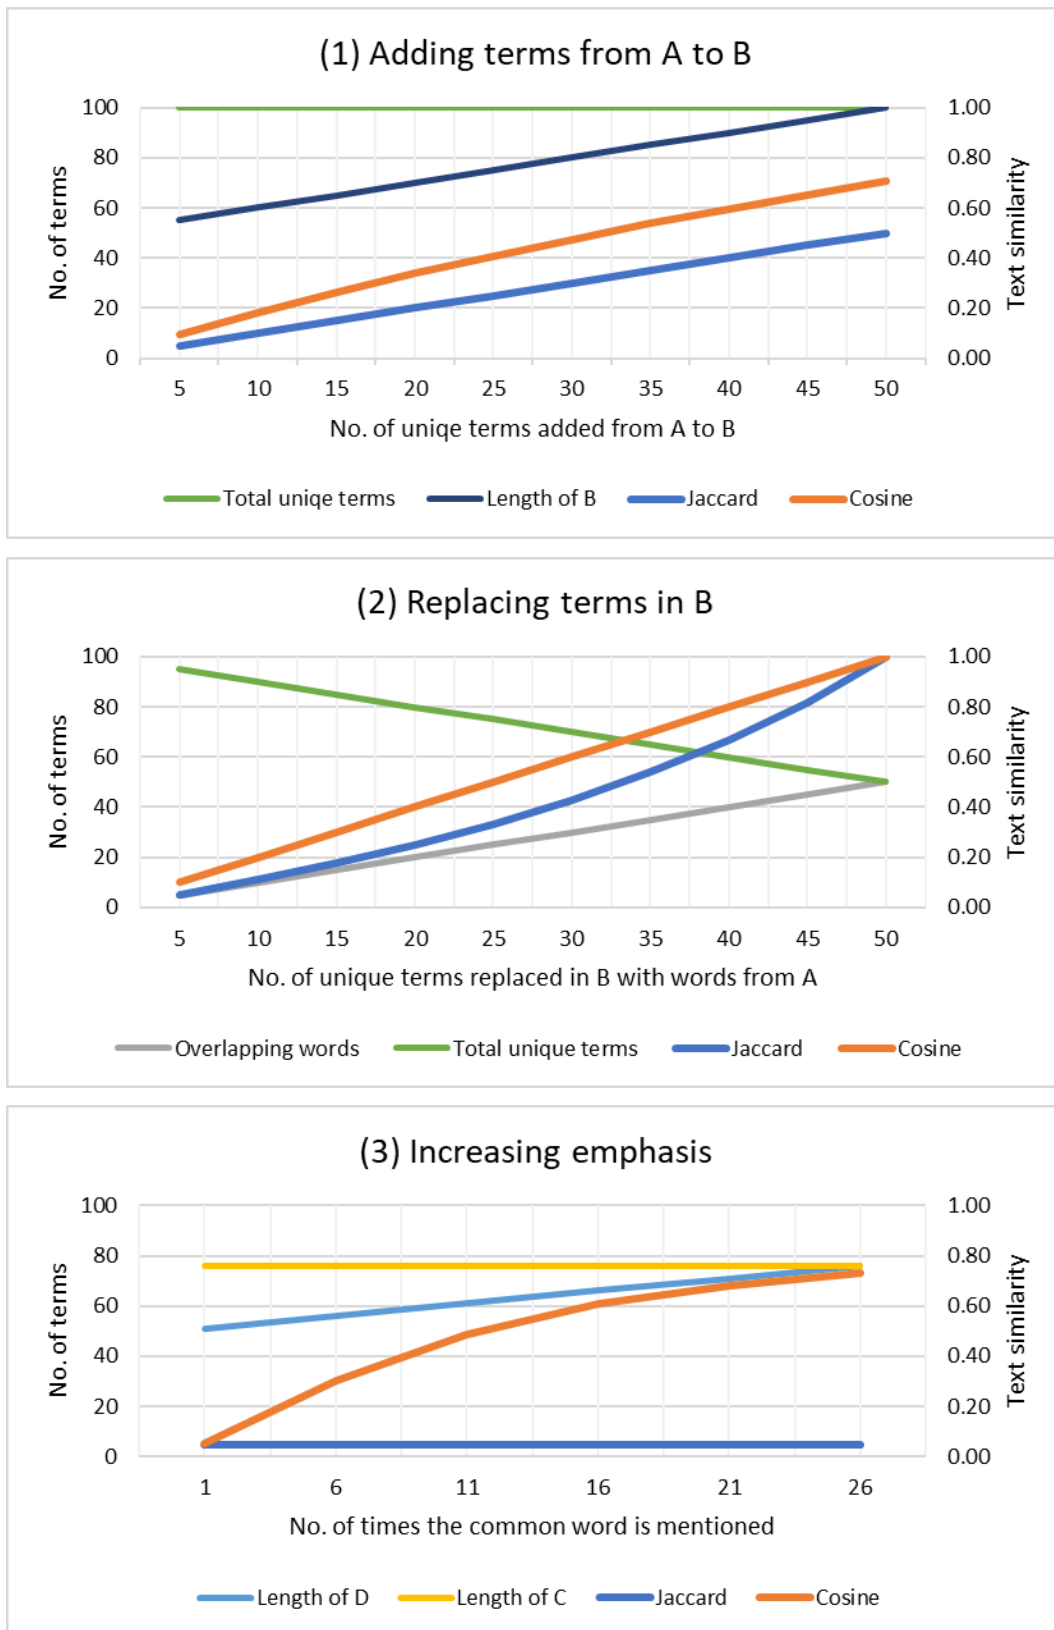 (1) Adding terms from A to B
100
80
60
40
20
0
No. of terms
1.00
0.80
0.60
0.40
0.20
0.00
Text similarity
5 10 15 20 25 30 35 40 45 50
No. of uniqe terms added from A to B
Total uniqe terms Length of B Jaccard Cosine
(2) Replacing terms in B
100
80
60
40
20
0
No. of terms
1.00
0.80
0.60
0.40
0.20
0.00
Text similarity
5 10 15 20 25 30 35 40 45 50
No. of unique terms replaced in B with words from A
Overlapping words Total unique terms Jaccard Cosine
(3) Increasing emphasis
100
80
60
40
20
0
No. of terms
1.00
0.80
0.60
0.40
0.20
0.00
Text similarity
1 6 11 16 21 26
No. of times the common word is mentioned
Length of D Length of C Jaccard Cosine